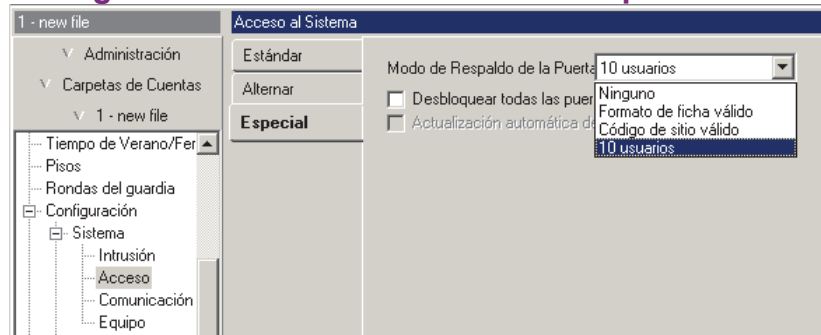 1 - new file
Acceso al Sistema
Administración
Carpetas de Cuentas
1 - new file
Tiempo de Verano/Fer
Pisos
Rondas del guardia
Configuración
Sistema
Intrusión
Acceso
Comunicación
Equipo
Estándar
Alternar
Especial
Modo de Respaldo de la Puerta 10 usuarios
Desbloquear todas las puer
Actualización automática de
Ninguno
Formato de ficha válido
Código de sitio válido
10 usuarios